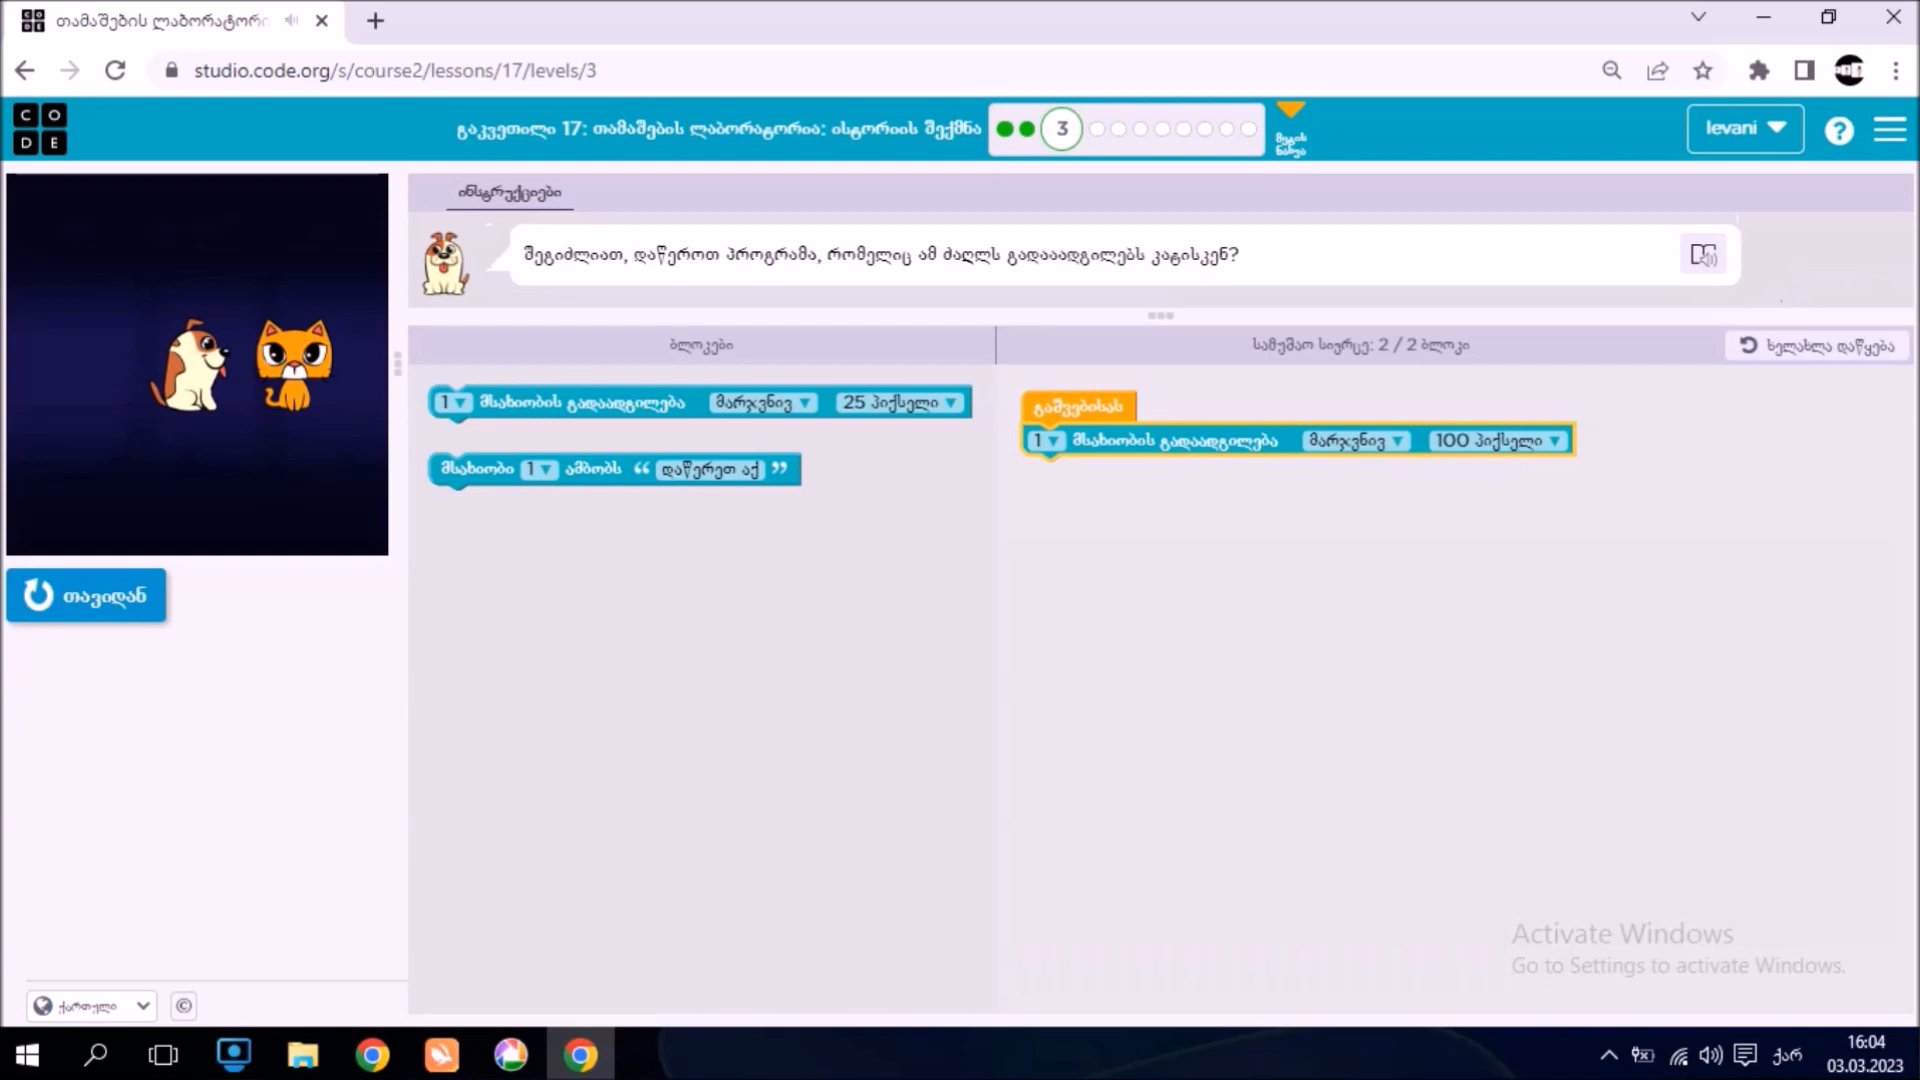 თამაშების ლაბორატორი
studio.code.org/s/course2/lessons/17/levels/3
C O
D E
გაკვეთილი 17: თამაშების ლაბორატორია: ისტორიის შექმნა
3
მეტის ნახვა
levani
?
ინსტრუქციები
შეგიძლიათ, დაწეროთ პროგრამა, რომელიც ამ ძაღლს გადააადგილებს კატისკენ?
ბლოკები
სამუშაო სივრცე: 2 / 2 ბლოკი
ხელახლა დაწყება
1 მსახიობის გადაადგილება მარჯვნივ 25 პიქსელი
მსახიობი 1 ამბობს “ დაწერეთ აქ ”
გაშვებისას
1 მსახიობის გადაადგილება მარჯვნივ 100 პიქსელი
თავიდან
Activate Windows
Go to Settings to activate Windows.
ქართული
©
ქარ
16:04
03.03.2023